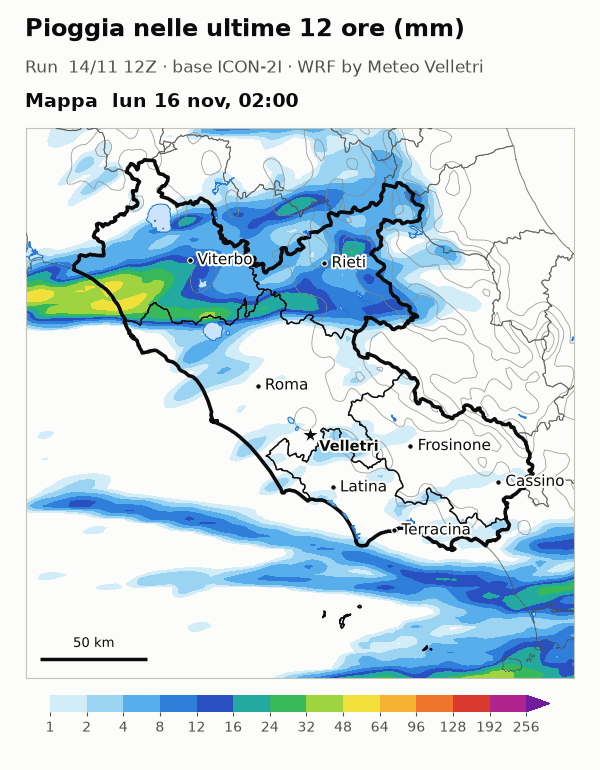 Pioggia nelle ultime 12 ore (mm)
Run  14/11 12Z · base ICON-2I · WRF by Meteo Velletri
Mappa  lun 16 nov, 02:00
Viterbo
Rieti
Roma
Velletri
Frosinone
Latina
Cassino
Terracina
50 km
1 2 4 8 12 16 24 32 48 64 96 128 192 256